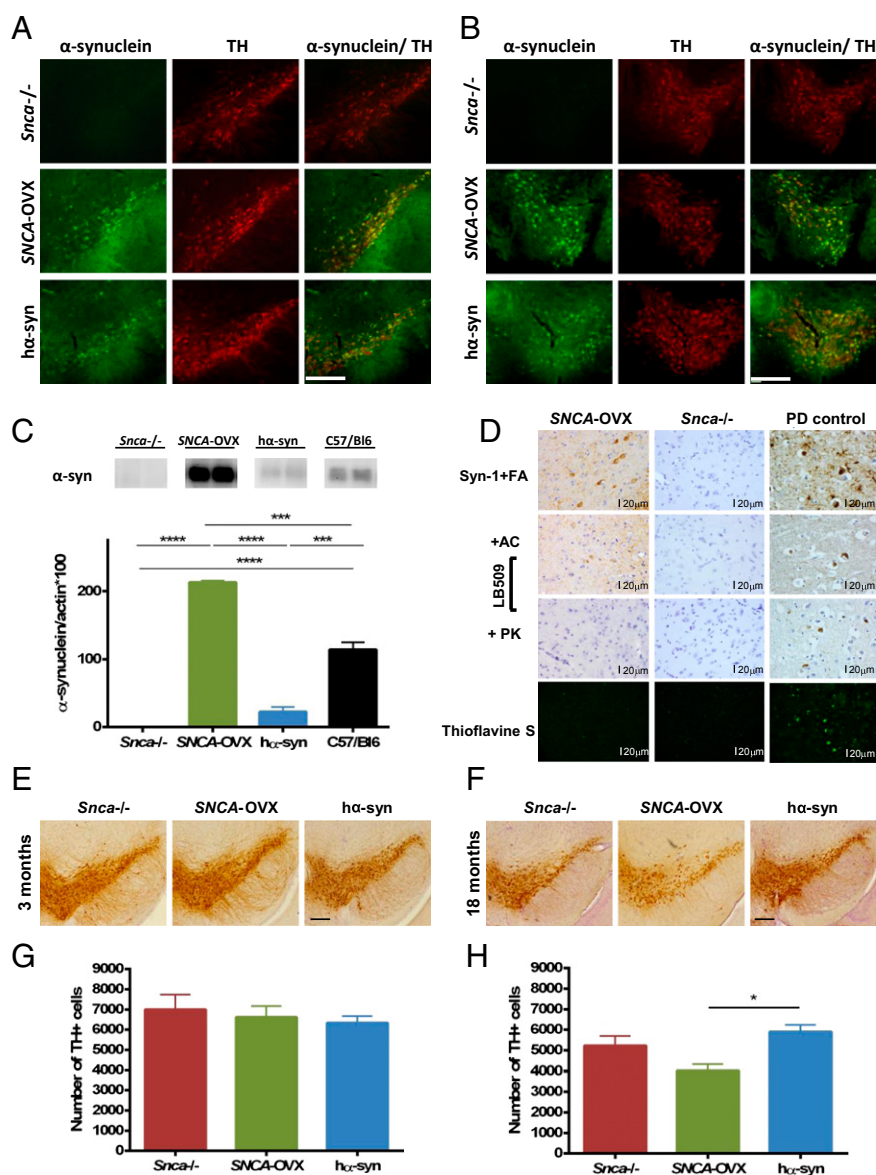 A
α-synuclein TH α-synuclein/ TH
Snca-/-
SNCA-OVX
hα-syn
B
α-synuclein TH α-synuclein/ TH
Snca-/-
SNCA-OVX
hα-syn
C
Snca-/- SNCA-OVX hα-syn C57/Bl6
α-syn
***
**** **** ***
****
α-synuclein/actin*100
200
100
0
Snca-/- SNCA-OVX hα-syn C57/Bl6
D
SNCA-OVX Snca-/- PD control
Syn-1+FA
I 20µm I 20µm I 20µm
+AC
I 20µm I 20µm I 20µm
LB509
+ PK
I 20µm I 20µm I 20µm
Thioflavine S
I 20µm I 20µm I 20µm
E
Snca-/- SNCA-OVX hα-syn
3 months
F
Snca-/- SNCA-OVX hα-syn
18 months
G
Number of TH+ cells
9000
8000
7000
6000
5000
4000
3000
2000
1000
0
Snca-/- SNCA-OVX hα-syn
H
Number of TH+ cells
9000
8000
7000
6000
5000
4000
3000
2000
1000
0
*
Snca-/- SNCA-OVX hα-syn